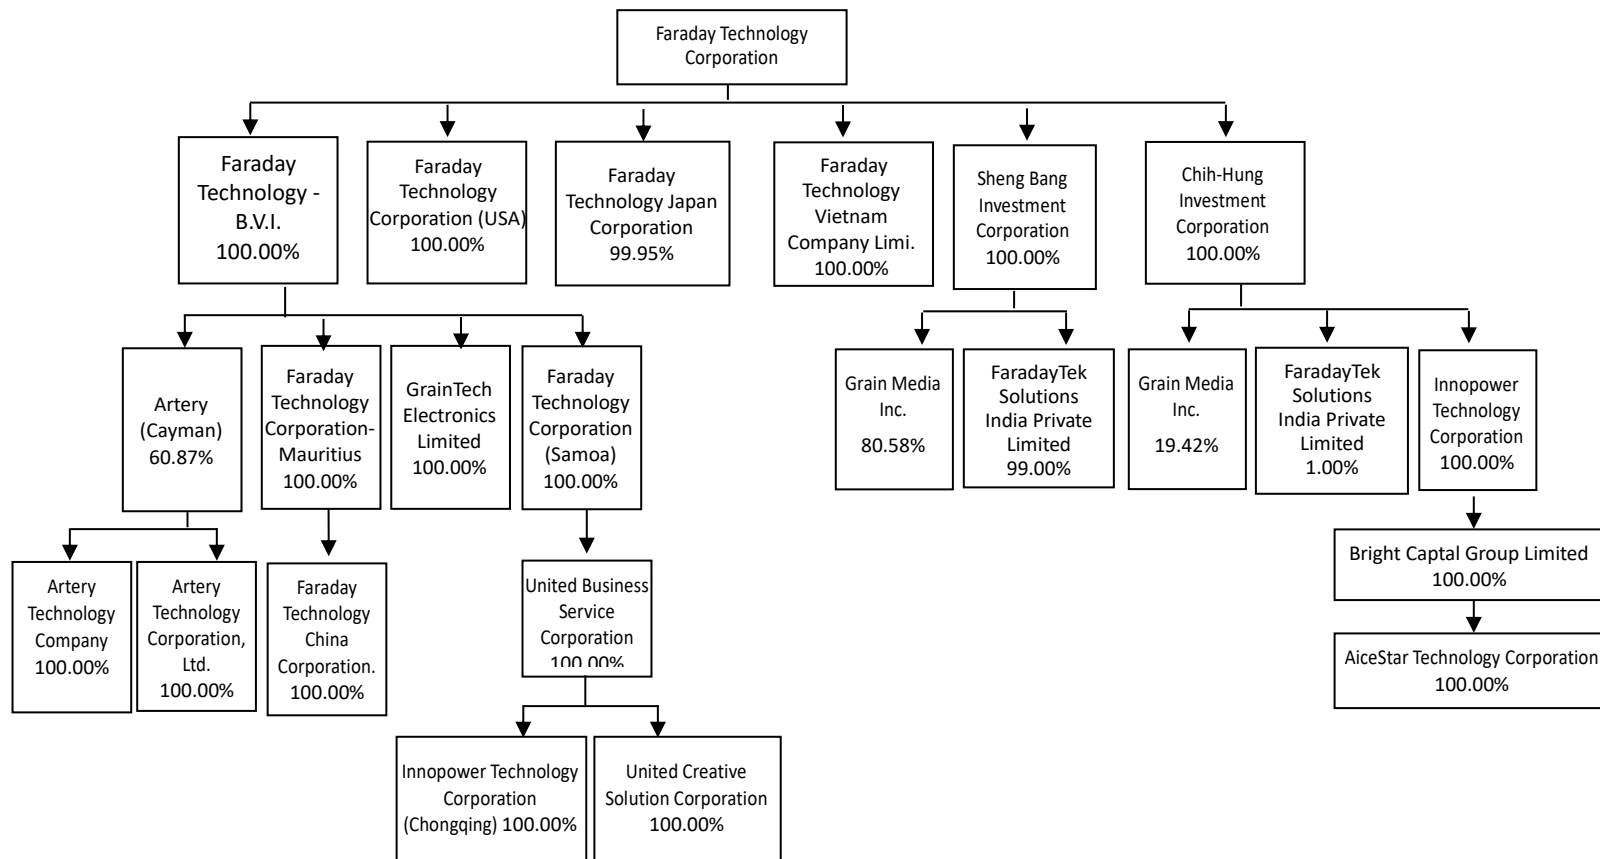 Faraday Technology
Corporation
Faraday
Technology -
B.V.I.
100.00%
Faraday
Technology
Corporation (USA)
100.00%
Faraday
Technology Japan
Corporation
99.95%
Faraday
Technology
Vietnam
Company Limi.
100.00%
Sheng Bang
Investment
Corporation
100.00%
Chih-Hung
Investment
Corporation
100.00%
Artery
(Cayman)
60.87%
Faraday
Technology
Corporation-
Mauritius
100.00%
GrainTech
Electronics
Limited
100.00%
Faraday
Technology
Corporation
(Samoa)
100.00%
Grain Media
Inc.
80.58%
FaradayTek
Solutions
India Private
Limited
99.00%
Grain Media
Inc.
19.42%
FaradayTek
Solutions
India Private
Limited
1.00%
Innopower
Technology
Corporation
100.00%
Artery
Technology
Company
100.00%
Artery
Technology
Corporation,
Ltd.
100.00%
Faraday
Technology
China
Corporation.
100.00%
United Business
Service
Corporation
100.00%
Bright Captal Group Limited
100.00%
AiceStar Technology Corporation
100.00%
Innopower Technology
Corporation
(Chongqing) 100.00%
United Creative
Solution Corporation
100.00%